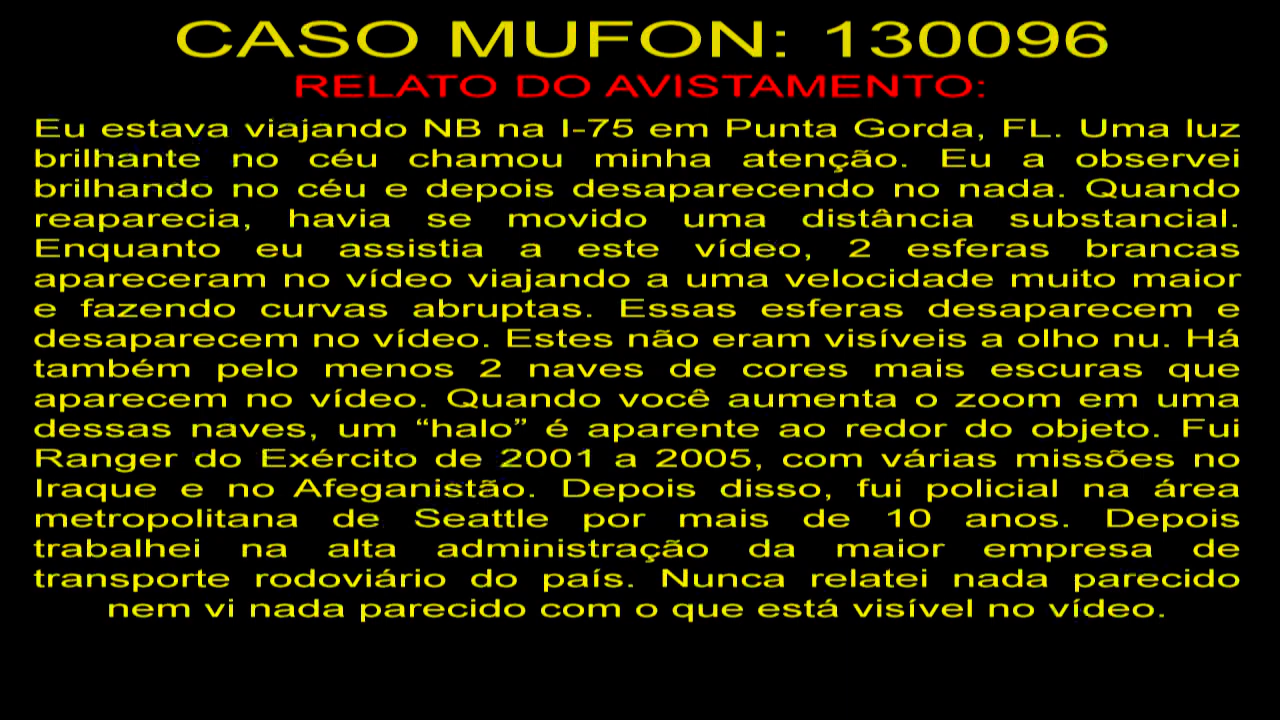 CASO MUFON: 130096
RELATO DO AVISTAMENTO:
Eu estava viajando NB na I-75 em Punta Gorda, FL. Uma luz
brilhante no céu chamou minha atenção. Eu a observei
brilhando no céu e depois desaparecendo no nada. Quando
reaparecia, havia se movido uma distância substancial.
Enquanto eu assistia a este vídeo, 2 esferas brancas
apareceram no vídeo viajando a uma velocidade muito maior
e fazendo curvas abruptas. Essas esferas desaparecem e
desaparecem no vídeo. Estes não eram visíveis a olho nu. Há
também pelo menos 2 naves de cores mais escuras que
aparecem no vídeo. Quando você aumenta o zoom em uma
dessas naves, um “halo” é aparente ao redor do objeto. Fui
Ranger do Exército de 2001 a 2005, com várias missões no
Iraque e no Afeganistão. Depois disso, fui policial na área
metropolitana de Seattle por mais de 10 anos. Depois
trabalhei na alta administração da maior empresa de
transporte rodoviário do país. Nunca relatei nada parecido
nem vi nada parecido com o que está visível no vídeo.